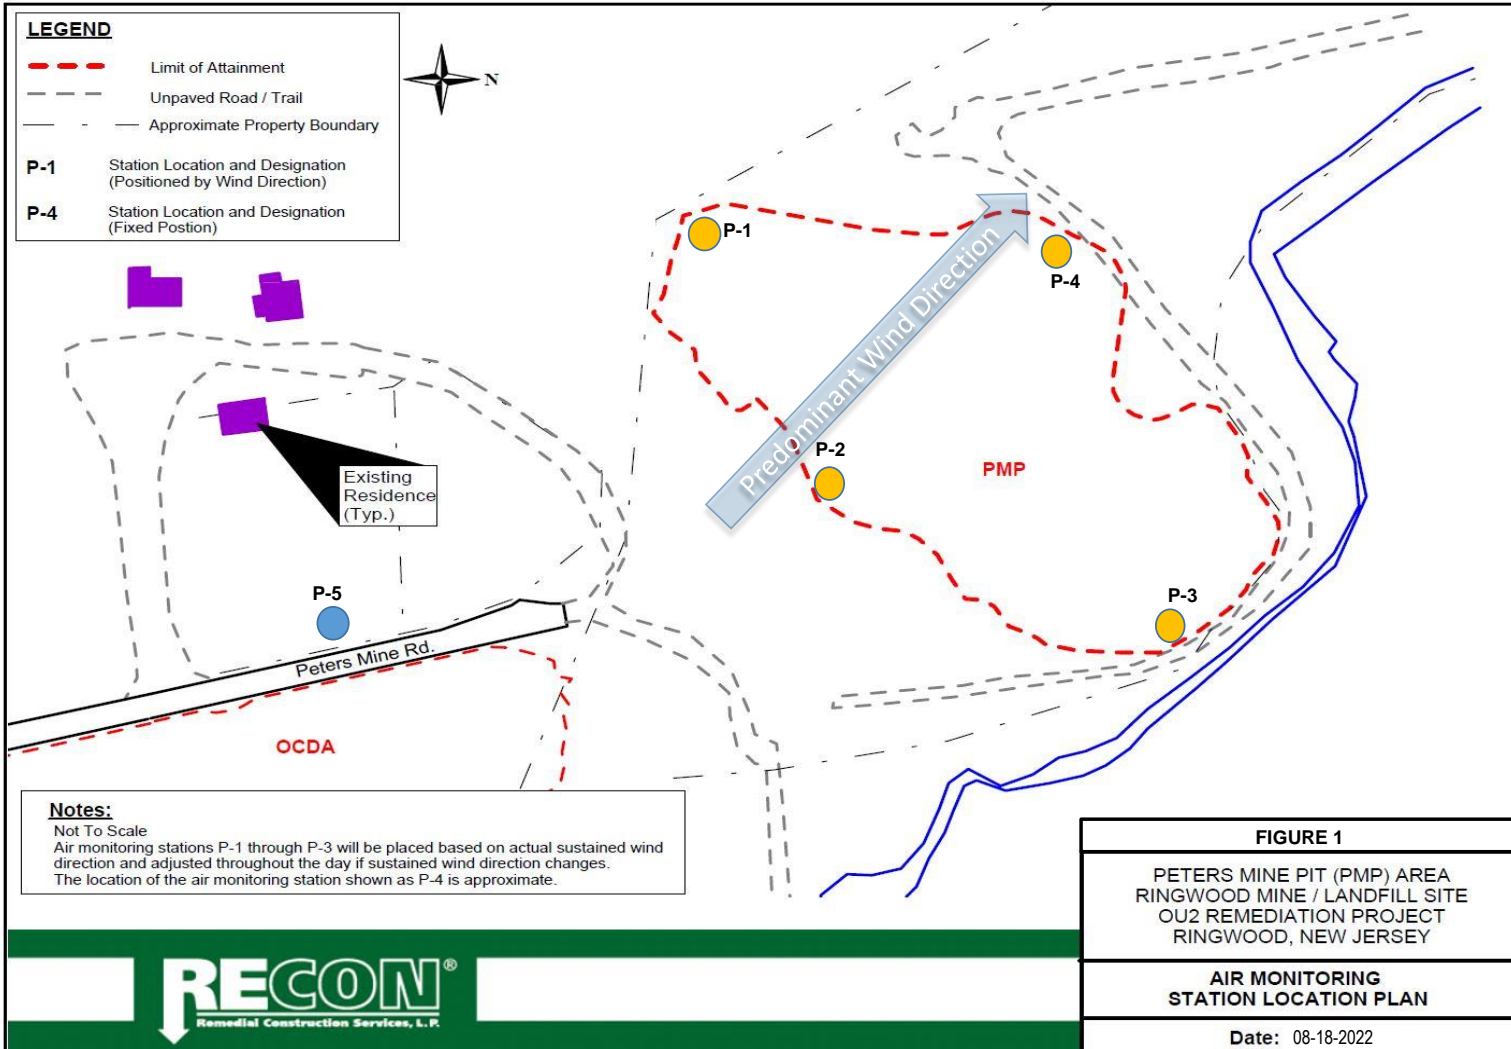 LEGEND
Limit of Attainment
Unpaved Road / Trail
Approximate Property Boundary
P-1 Station Location and Designation
(Positioned by Wind Direction)
P-4 Station Location and Designation
(Fixed Postion)
N
P-1
P-4
Predominant Wind Direction
P-2
PMP
Existing
Residence
(Typ.)
P-5
P-3
Peters Mine Rd.
OCDA
Notes:
Not To Scale
Air monitoring stations P-1 through P-3 will be placed based on actual sustained wind
direction and adjusted throughout the day if sustained wind direction changes.
The location of the air monitoring station shown as P-4 is approximate.
FIGURE 1
PETERS MINE PIT (PMP) AREA
RINGWOOD MINE / LANDFILL SITE
OU2 REMEDIATION PROJECT
RINGWOOD, NEW JERSEY
AIR MONITORING
STATION LOCATION PLAN
Date: 08-18-2022
RECON®
Remedial Construction Services, L.P.